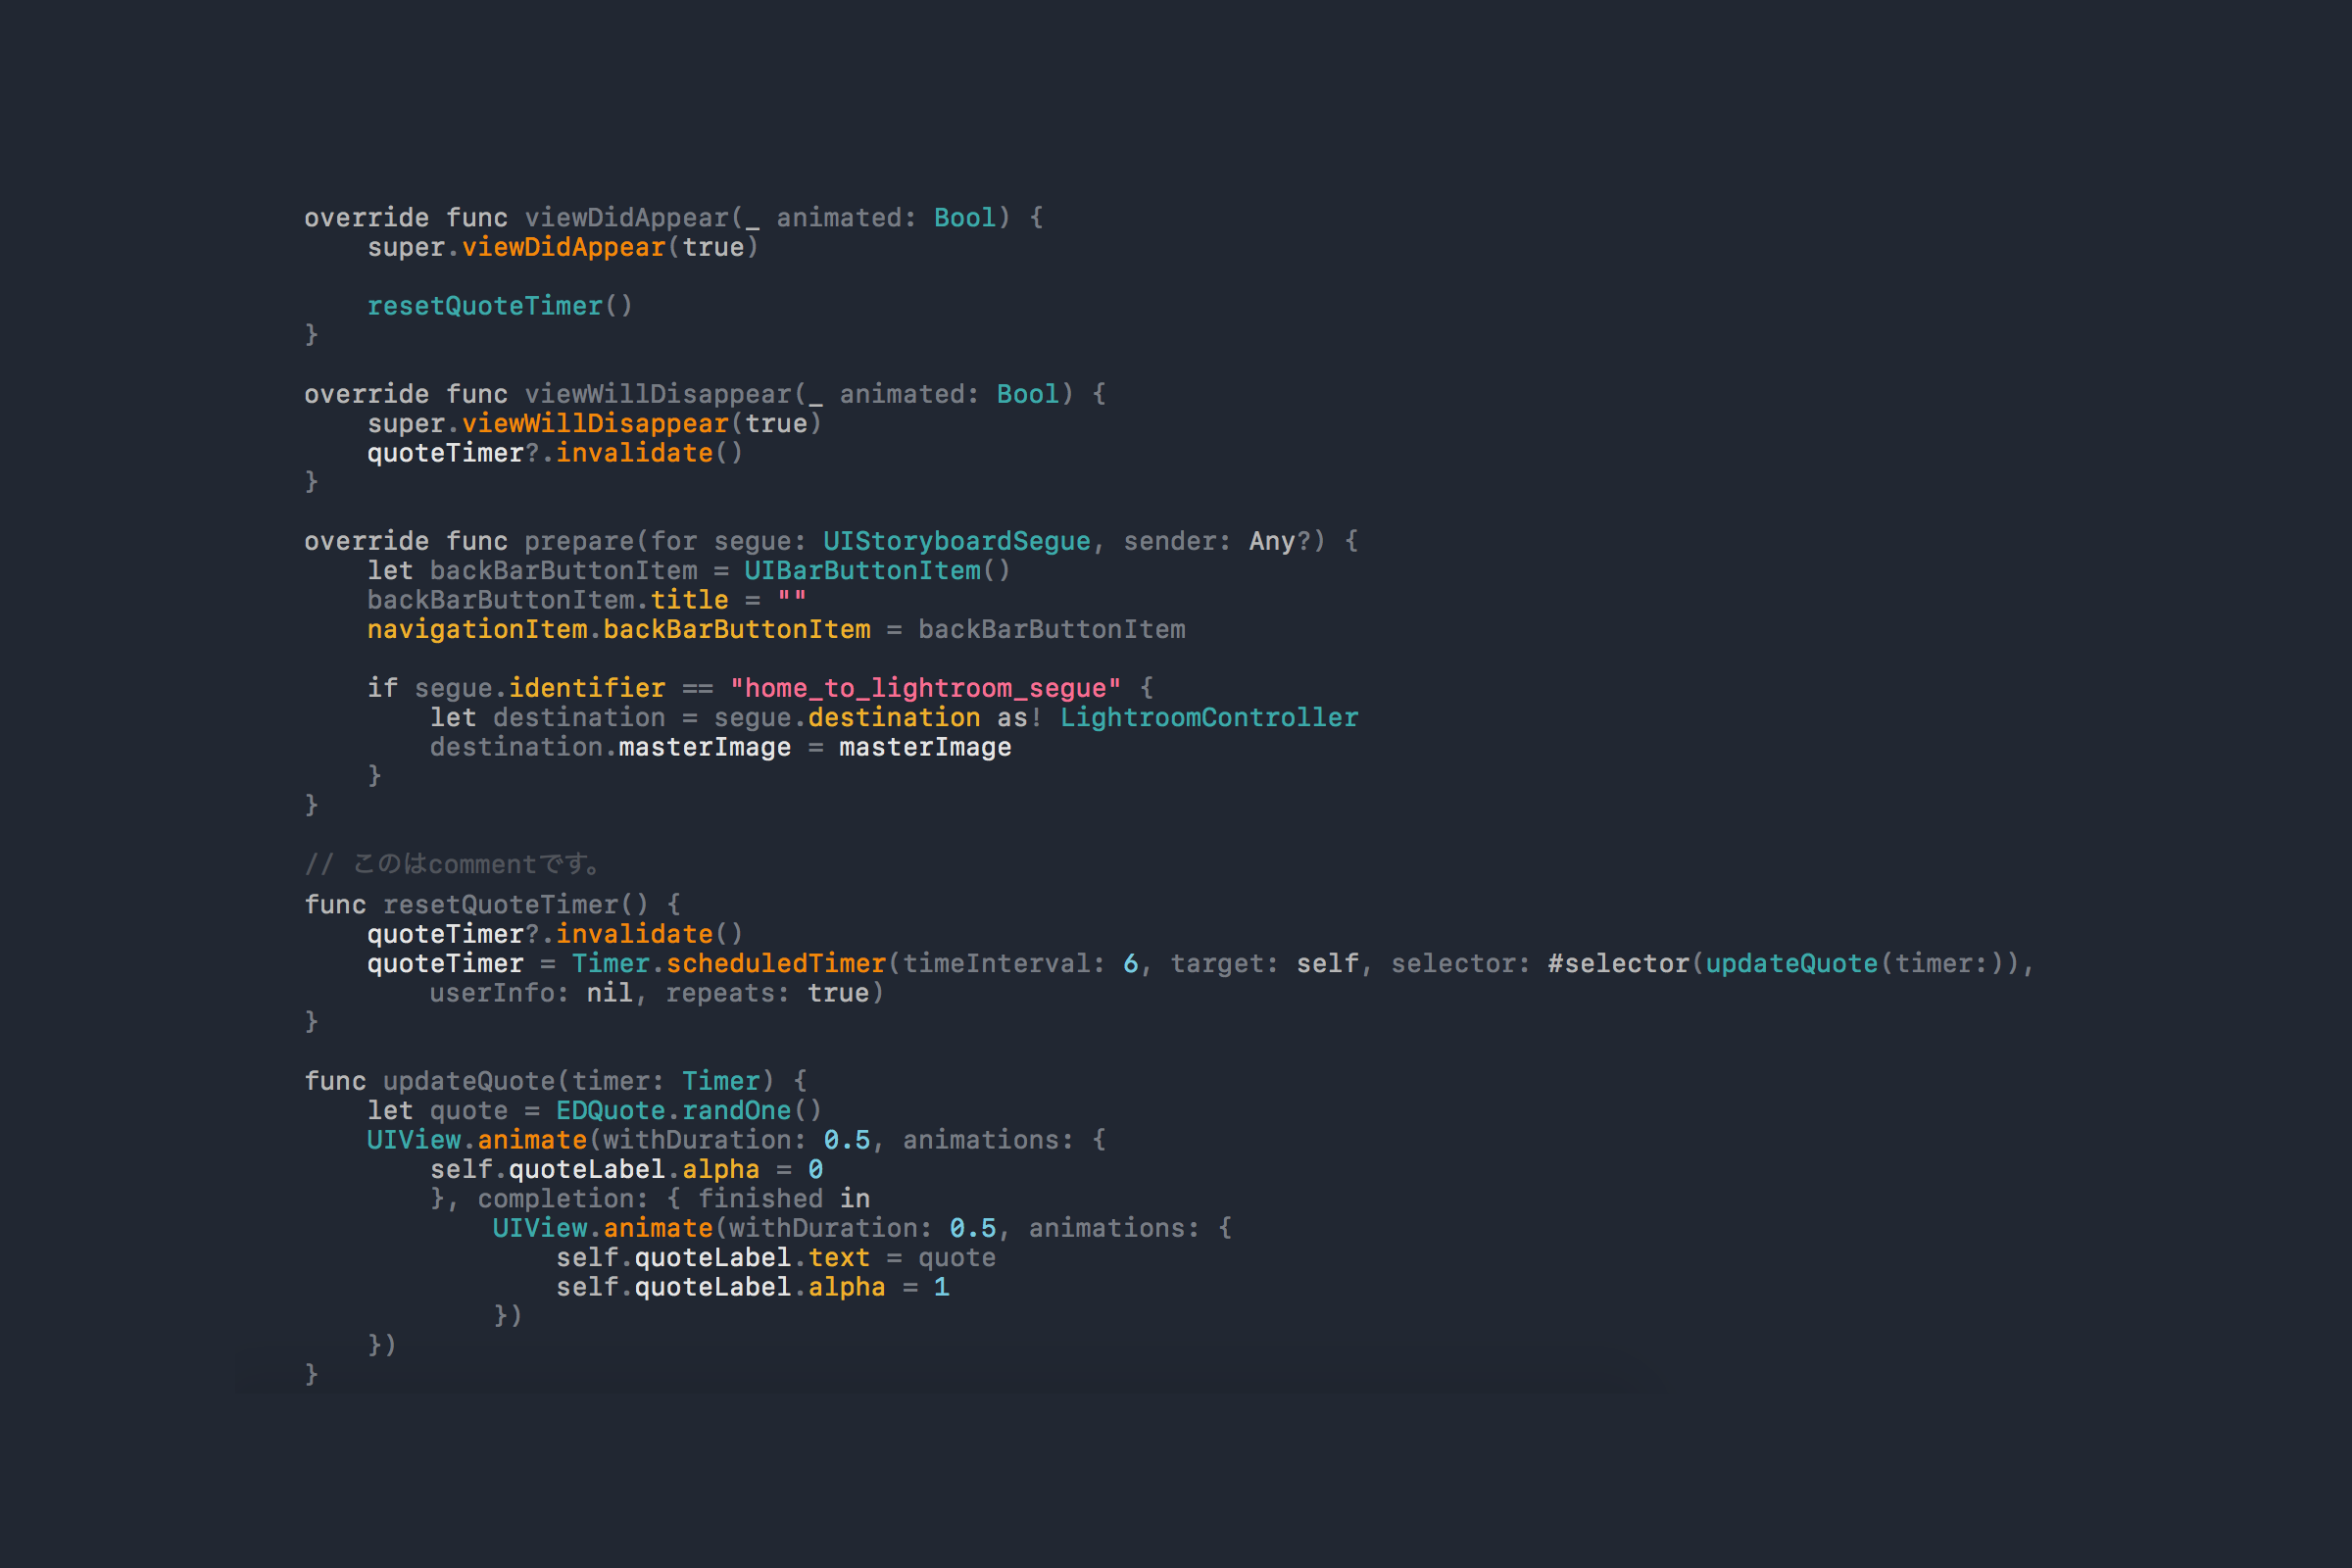 override func viewDidAppear(_ animated: Bool) {
    super.viewDidAppear(true)

    resetQuoteTimer()
}

override func viewWillDisappear(_ animated: Bool) {
    super.viewWillDisappear(true)
    quoteTimer?.invalidate()
}

override func prepare(for segue: UIStoryboardSegue, sender: Any?) {
    let backBarButtonItem = UIBarButtonItem()
    backBarButtonItem.title = ""
    navigationItem.backBarButtonItem = backBarButtonItem

    if segue.identifier == "home_to_lightroom_segue" {
        let destination = segue.destination as! LightroomController
        destination.masterImage = masterImage
    }
}

// このはcommentです。
func resetQuoteTimer() {
    quoteTimer?.invalidate()
    quoteTimer = Timer.scheduledTimer(timeInterval: 6, target: self, selector: #selector(updateQuote(timer:)),
        userInfo: nil, repeats: true)
}

func updateQuote(timer: Timer) {
    let quote = EDQuote.randOne()
    UIView.animate(withDuration: 0.5, animations: {
        self.quoteLabel.alpha = 0
        }, completion: { finished in
            UIView.animate(withDuration: 0.5, animations: {
                self.quoteLabel.text = quote
                self.quoteLabel.alpha = 1
            })
    })
}